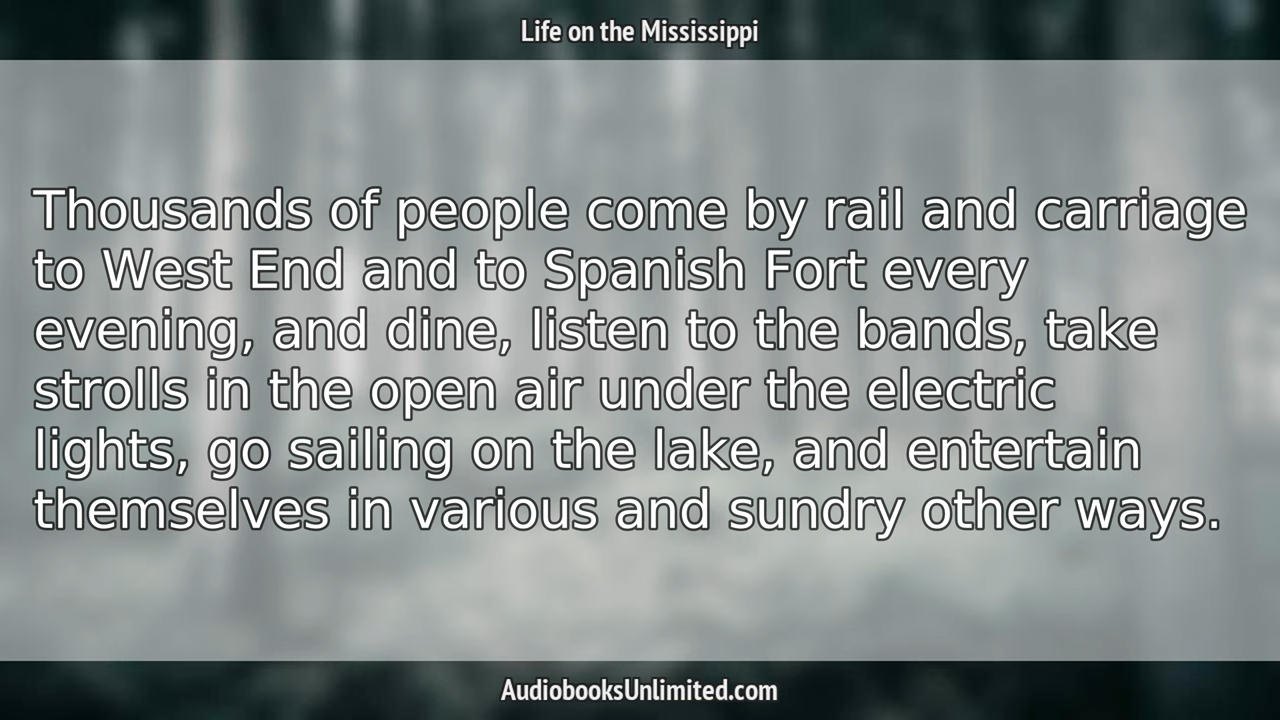 Life on the Mississippi
Thousands of people come by rail and carriage
to West End and to Spanish Fort every
evening, and dine, listen to the bands, take
strolls in the open air under the electric
lights, go sailing on the lake, and entertain
themselves in various and sundry other ways.
AudiobooksUnlimited.com